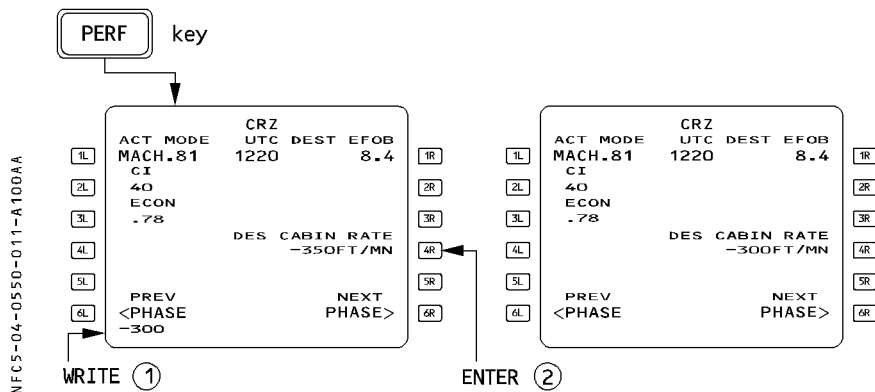 PERF key
CRZ
ACT MODE UTC DEST EFOB
1L MACH.81 1220 8.4 1R
CI
2L 40 2R
ECON
3L .78 3R
DES CABIN RATE
4L -350FT/MN 4R
5L 5R
PREV NEXT
6L <PHASE PHASE> 6R
-300
WRITE 1
ENTER 2
CRZ
ACT MODE UTC DEST EFOB
1L MACH.81 1220 8.4 1R
CI
2L 40 2R
ECON
3L .78 3R
DES CABIN RATE
4L -300FT/MN 4R
5L 5R
PREV NEXT
6L <PHASE PHASE> 6R
NFC5-04-0550-011-A100AA